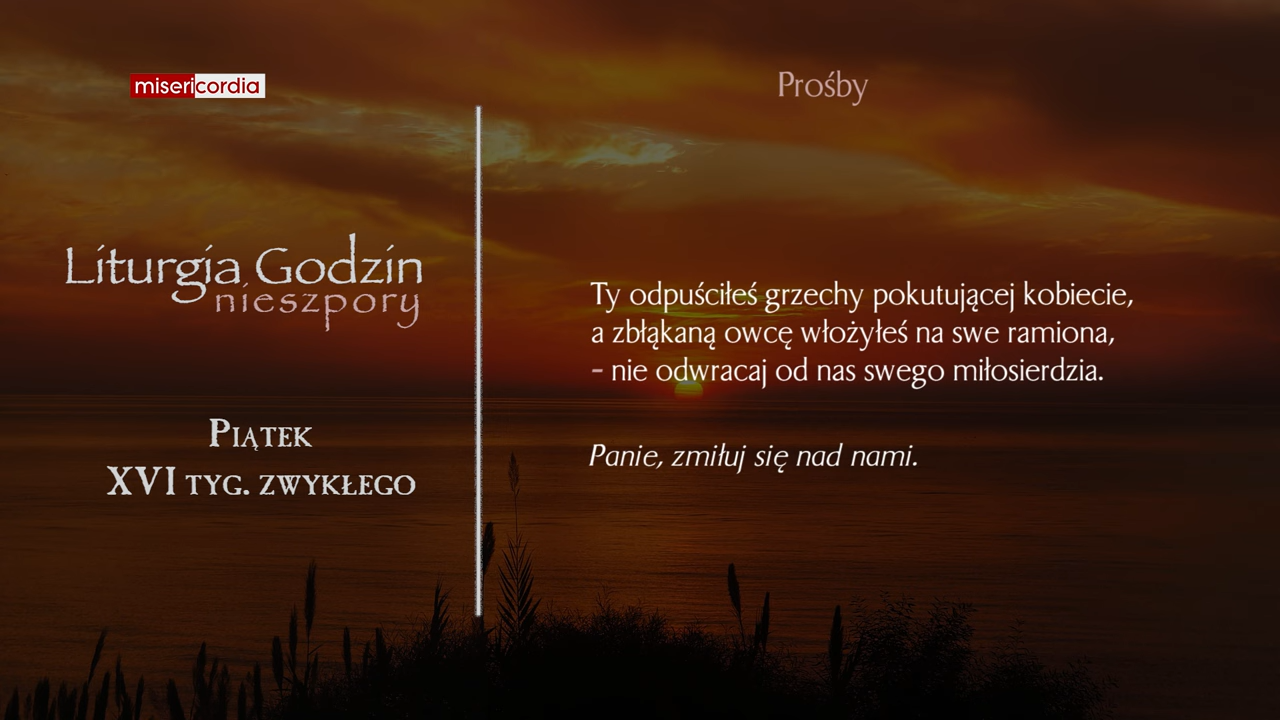 misericordia
Prośby
Liturgia Godzin
nieszpory
Piątek
XVI tyg. zwykłego
Ty odpuściłeś grzechy pokutującej kobiecie,
a zbłąkaną owcę włożyłeś na swe ramiona,
- nie odwracaj od nas swego miłosierdzia.
Panie, zmiłuj się nad nami.